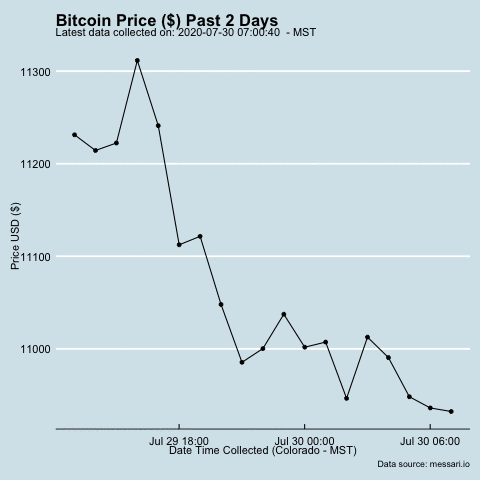 Bitcoin Price ($) Past 2 Days
Latest data collected on: 2020-07-30 07:00:40  - MST
11300
11200
11100
11000
Price USD ($)
Jul 29 18:00
Jul 30 00:00
Jul 30 06:00
Date Time Collected (Colorado - MST)
Data source: messari.io